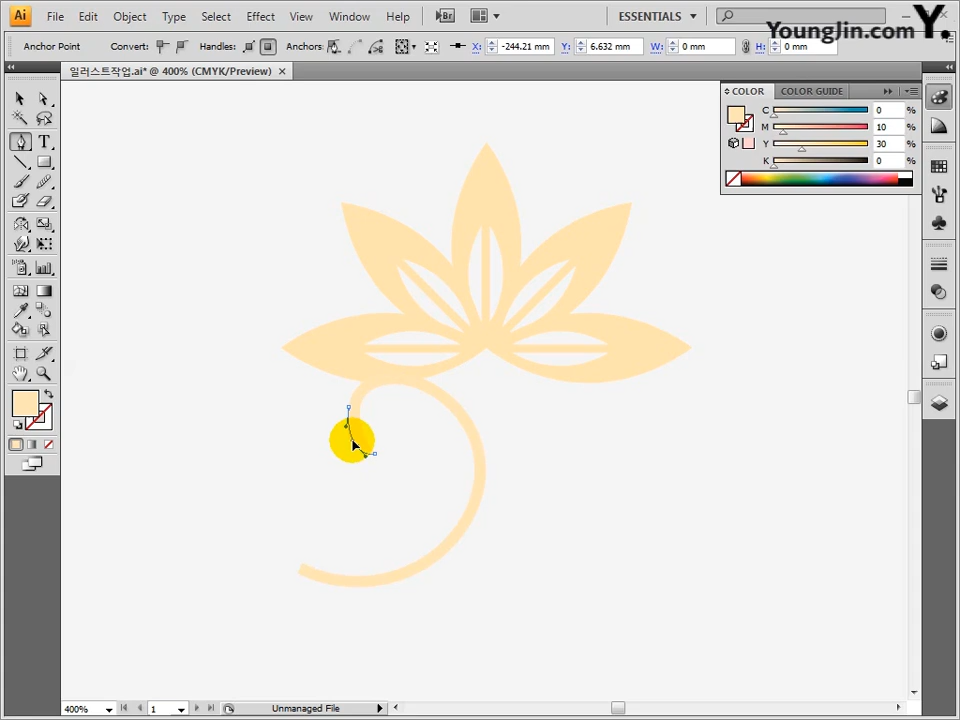 Ai File Edit Object Type Select Effect View Window Help Br ESSENTIALS
YoungJin.com Y.
Anchor Point Convert: Handles: Anchors: X: -244.21 mm Y: 6.632 mm W: 0 mm H: 0 mm
일러스트작업.ai* @ 400% (CMYK/Preview)
COLOR COLOR GUIDE
C 0 %
M 10 %
Y 30 %
K 0 %
T
400% 1 Unmanaged File